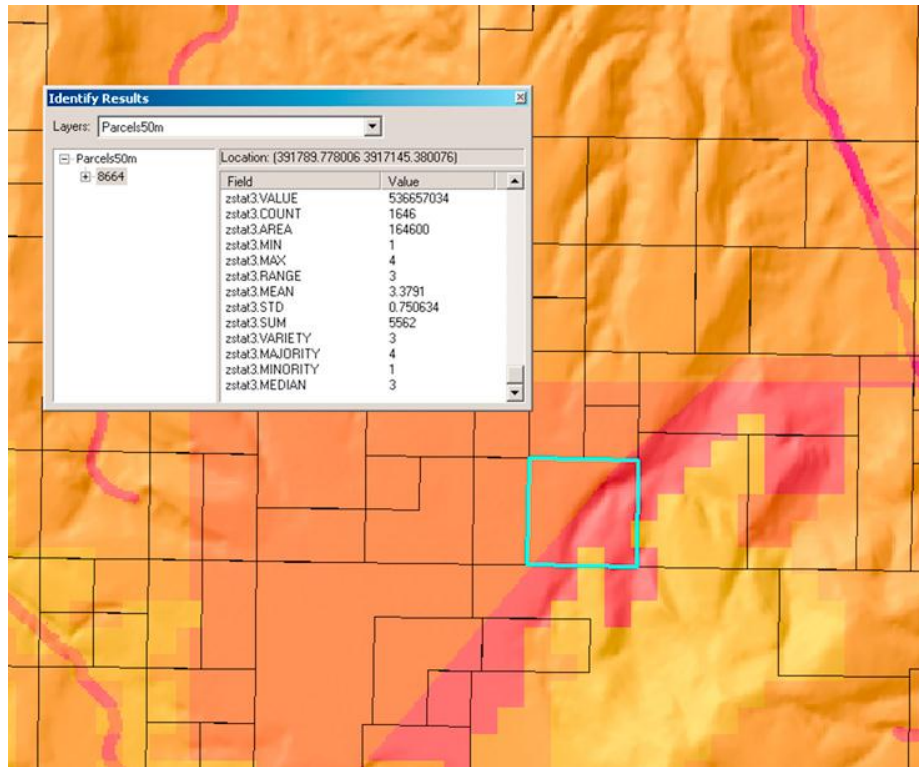 Identify Results
Layers: Parcels50m
Parcels50m
8664
Location: (391789.778006 3917145.380076)
Field Value
zstat3.VALUE 536657034
zstat3.COUNT 1646
zstat3.AREA 164600
zstat3.MIN 1
zstat3.MAX 4
zstat3.RANGE 3
zstat3.MEAN 3.3791
zstat3.STD 0.750634
zstat3.SUM 5562
zstat3.VARIETY 3
zstat3.MAJORITY 4
zstat3.MINORITY 1
zstat3.MEDIAN 3